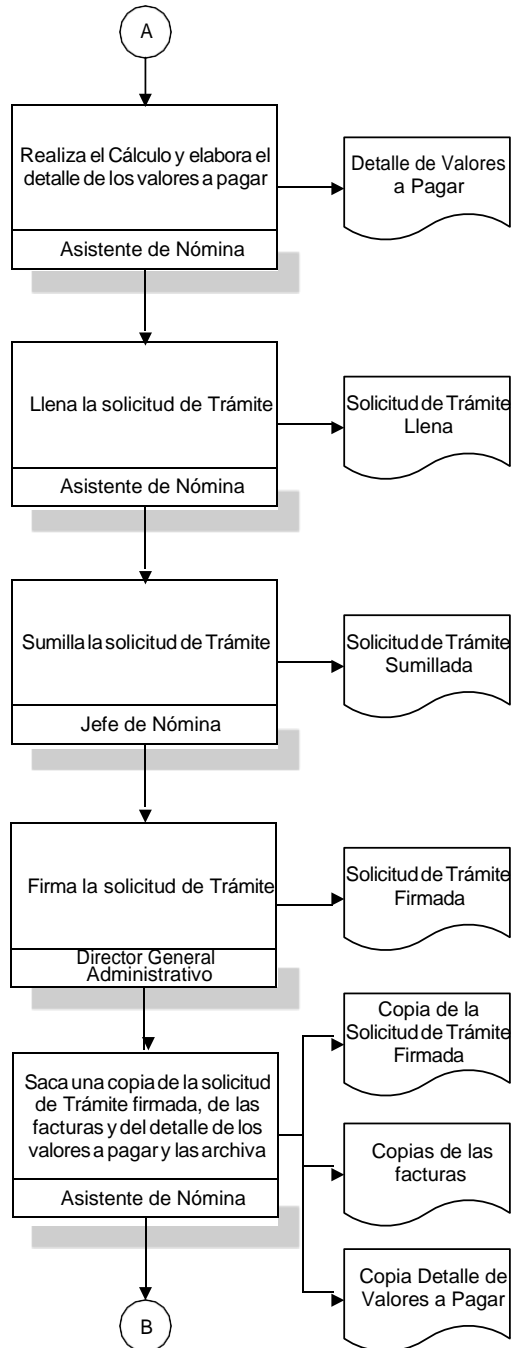 A
Realiza el Cálculo y elabora el
detalle de los valores a pagar
Asistente de Nómina
Detalle de Valores
a Pagar
Llena la solicitud de Trámite
Asistente de Nómina
Solicitud de Trámite
Llena
Sumilla la solicitud de Trámite
Jefe de Nómina
Solicitud de Trámite
Sumillada
Firma la solicitud de Trámite
Director General
Administrativo
Solicitud de Trámite
Firmada
Saca una copia de la solicitud
de Trámite firmada, de las
facturas y del detalle de los
valores a pagar y las archiva
Asistente de Nómina
Copia de la
Solicitud de Trámite
Firmada
Copias de las
facturas
Copia Detalle de
Valores a Pagar
B